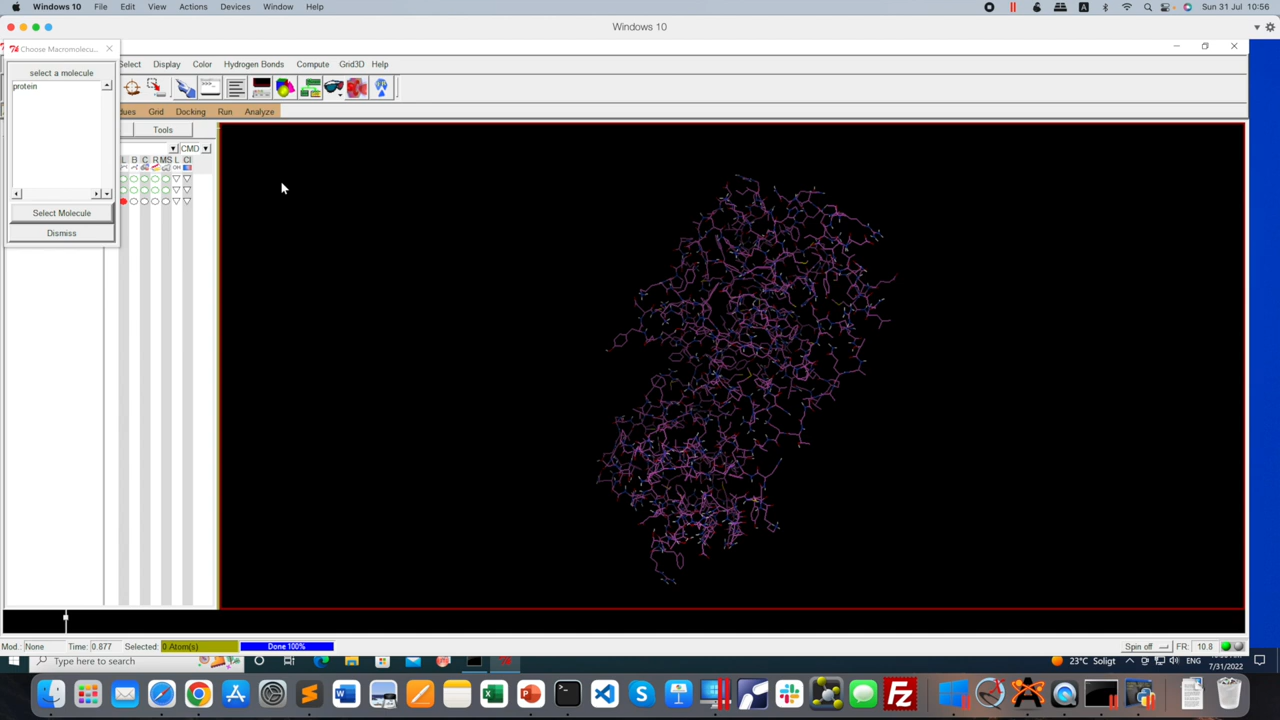 Windows 10 File Edit View Actions Devices Window Help A Sun 31 Jul 10:56
Windows 10
Choose Macromolecu...
Select Display Color Hydrogen Bonds Compute Grid3D Help
select a molecule
protein
Grid Docking Run Analyze
Tools
CMD
L B C R MS L Cl
Select Molecule
Dismiss
Mod.: None Time: 0.877 Selected: 0 Atom(s) Done 100% Spin off FR: 10.8
Type here to search 23°C ENG
7/31/2022